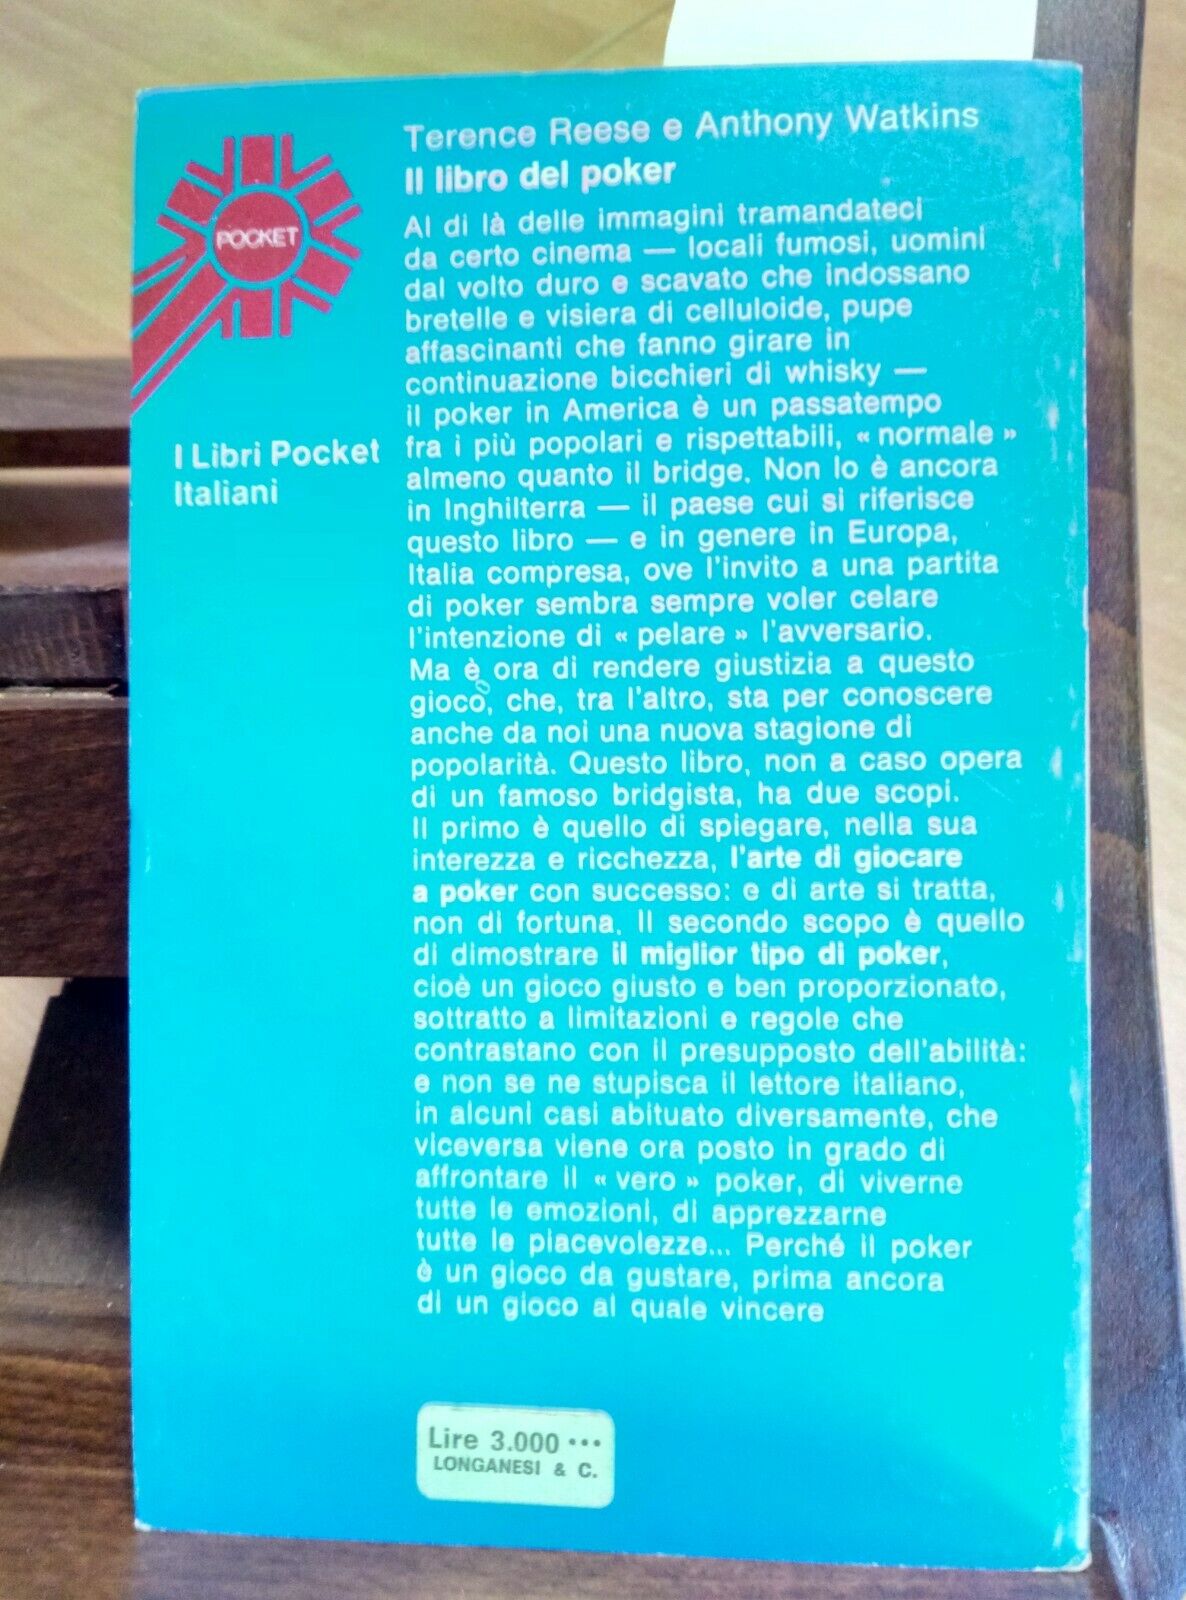 POCKET
I Libri Pocket
Italiani
Terence Reese e Anthony Watkins
Il libro del poker
Al di là delle immagini tramandateci
da certo cinema — locali fumosi, uomini
dal volto duro e scavato che indossano
bretelle e visiera di celluloide, pupe
affascinanti che fanno girare in
continuazione bicchieri di whisky —
il poker in America è un passatempo
fra i più popolari e rispettabili, « normale »
almeno quanto il bridge. Non lo è ancora
in Inghilterra — il paese cui si riferisce
questo libro — e in genere in Europa,
Italia compresa, ove l'invito a una partita
di poker sembra sempre voler celare
l'intenzione di « pelare » l'avversario.
Ma è ora di rendere giustizia a questo
gioco, che, tra l'altro, sta per conoscere
anche da noi una nuova stagione di
popolarità. Questo libro, non a caso opera
di un famoso bridgista, ha due scopi.
Il primo è quello di spiegare, nella sua
interezza e ricchezza, l'arte di giocare
a poker con successo: e di arte si tratta,
non di fortuna. Il secondo scopo è quello
di dimostrare il miglior tipo di poker,
cioè un gioco giusto e ben proporzionato,
sottratto a limitazioni e regole che
contrastano con il presupposto dell'abilità:
e non se ne stupisca il lettore italiano,
in alcuni casi abituato diversamente, che
viceversa viene ora posto in grado di
affrontare il « vero » poker, di viverne
tutte le emozioni, di apprezzarne
tutte le piacevolezze... Perché il poker
è un gioco da gustare, prima ancora
di un gioco al quale vincere
Lire 3.000 •••
LONGANESI & C.